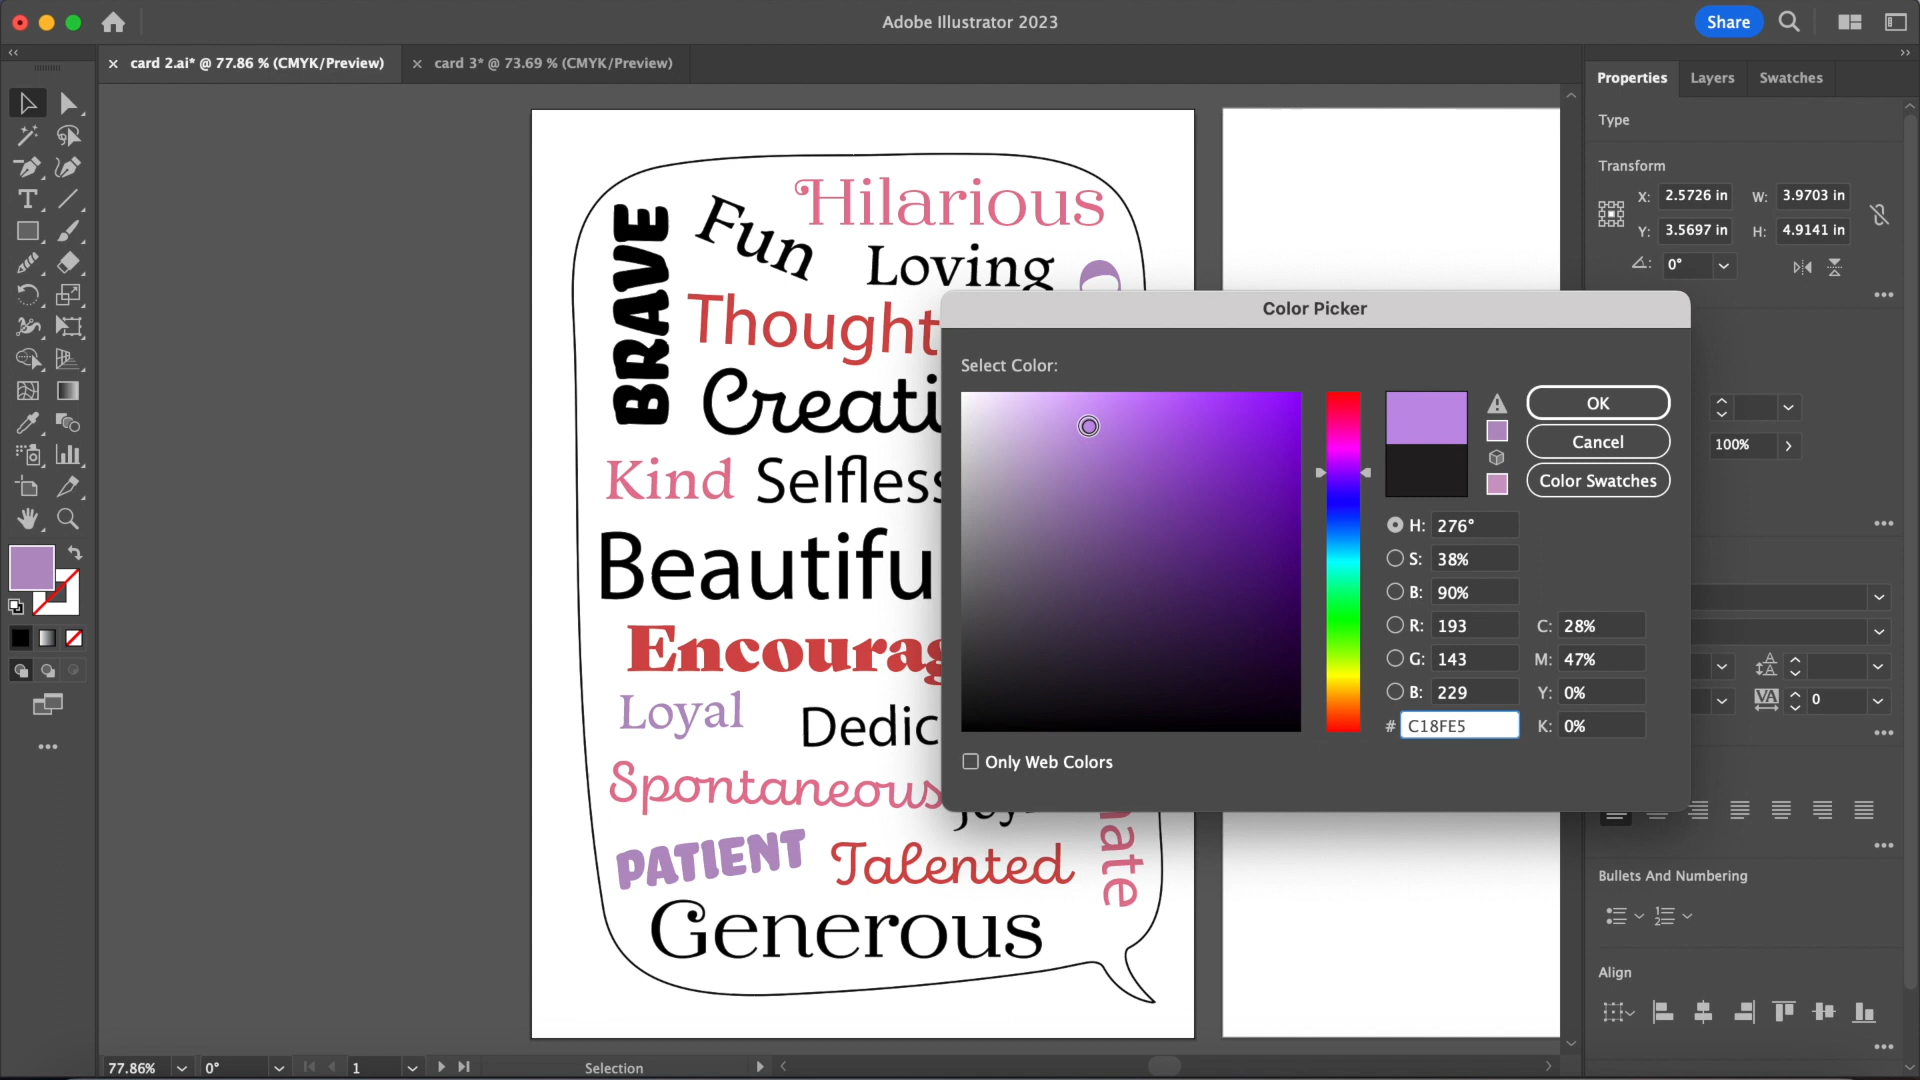 Adobe Illustrator 2023
Share
card 2.ai* @ 77.86 % (CMYK/Preview)
card 3* @ 73.69 % (CMYK/Preview)
Properties
Layers
Swatches
Type
Transform
X: 2.5726 in W: 3.9703 in
Y: 3.5697 in H: 4.9141 in
0°
Hilarious
BRAVE
Fun
Loving
Thought
Creati
Kind
Selfless
Beautifu
Encourag
Loyal
Dedic
Spontaneous
Joy
nate
PATIENT
Talented
Generous
Color Picker
Select Color:
OK
Cancel
Color Swatches
H: 276°
S: 38%
B: 90%
R: 193 C: 28%
G: 143 M: 47%
B: 229 Y: 0%
# C18FE5 K: 0%
Only Web Colors
100%
0
Bullets And Numbering
Align
77.86%
0°
1
Selection